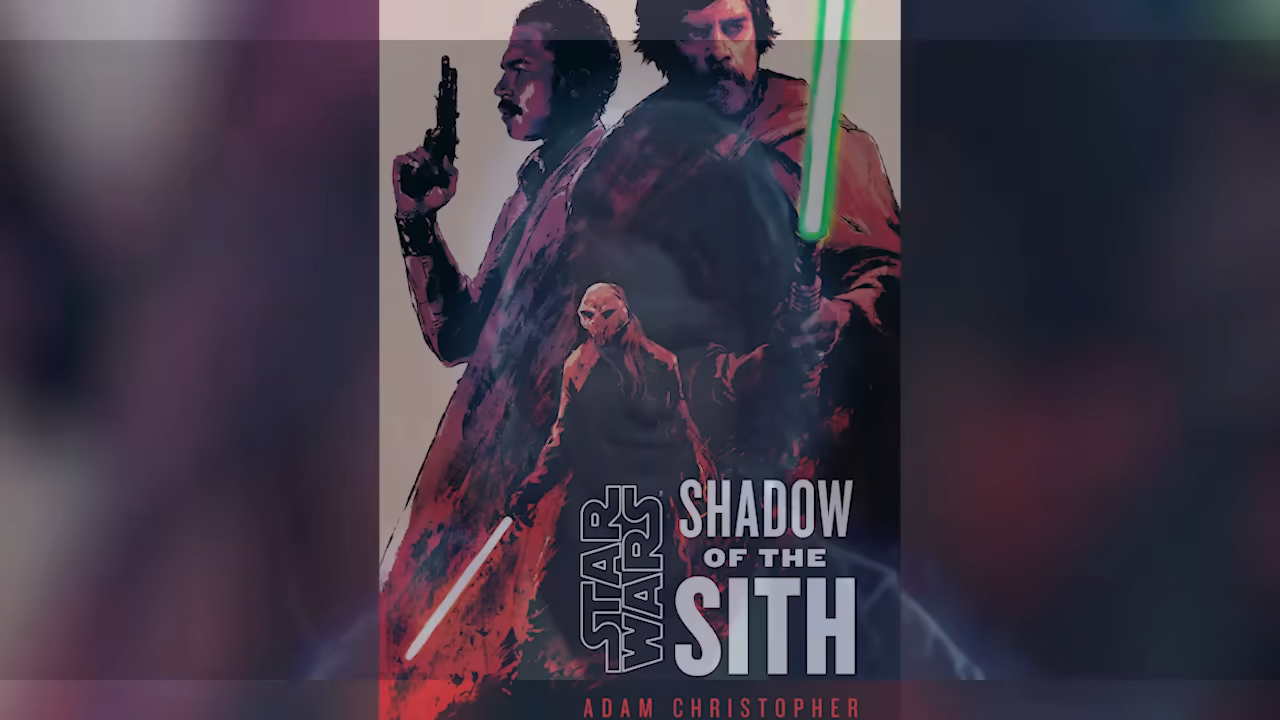 STAR
WARS
SHADOW
OF THE
SITH
ADAM CHRISTOPHER